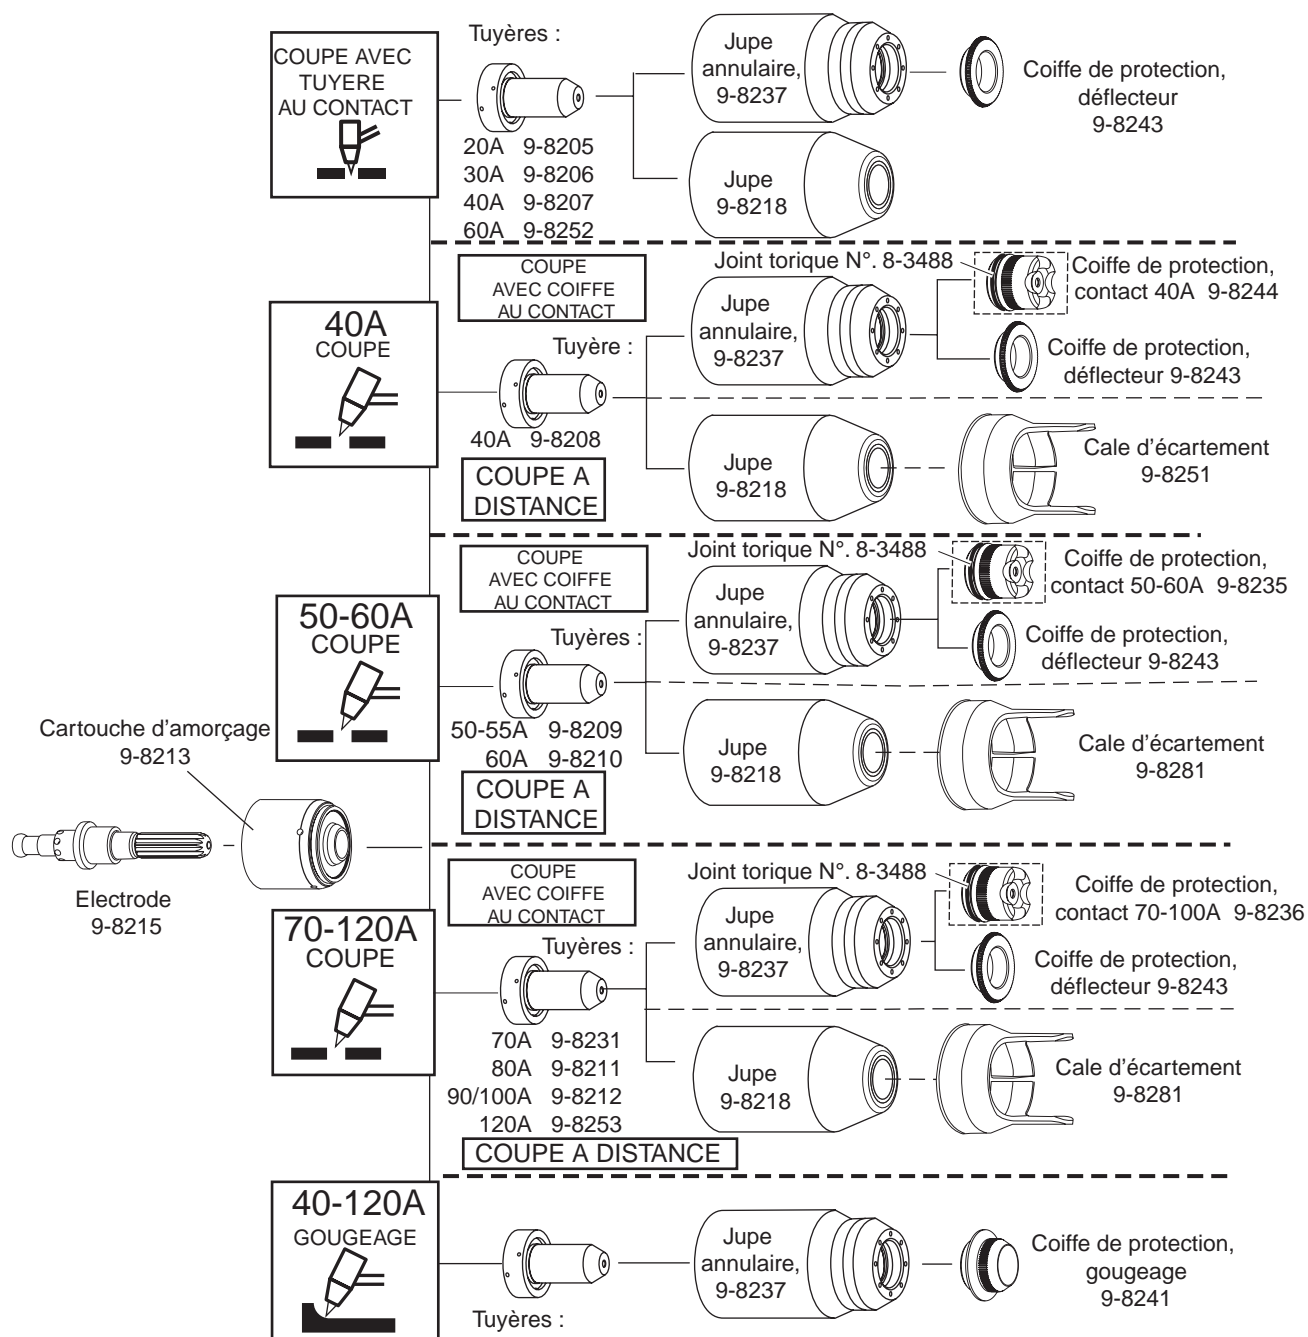 COUPE AVEC
TUYERE
AU CONTACT
Tuyères :
20A 9-8205
30A 9-8206
40A 9-8207
60A 9-8252
Jupe
annulaire,
9-8237
Coiffe de protection,
déflecteur
9-8243
Jupe
9-8218
40A
COUPE
COUPE
AVEC COIFFE
AU CONTACT
Tuyère :
40A 9-8208
COUPE A
DISTANCE
Joint torique N°. 8-3488
Jupe
annulaire,
9-8237
Coiffe de protection,
contact 40A 9-8244
Coiffe de protection,
déflecteur 9-8243
Jupe
9-8218
Cale d'écartement
9-8251
50-60A
COUPE
COUPE
AVEC COIFFE
AU CONTACT
Tuyères :
50-55A 9-8209
60A 9-8210
COUPE A
DISTANCE
Joint torique N°. 8-3488
Jupe
annulaire,
9-8237
Coiffe de protection,
contact 50-60A 9-8235
Coiffe de protection,
déflecteur 9-8243
Jupe
9-8218
Cale d'écartement
9-8281
Cartouche d'amorçage
9-8213
Electrode
9-8215
70-120A
COUPE
COUPE
AVEC COIFFE
AU CONTACT
Tuyères :
70A 9-8231
80A 9-8211
90/100A 9-8212
120A 9-8253
COUPE A DISTANCE
Joint torique N°. 8-3488
Jupe
annulaire,
9-8237
Coiffe de protection,
contact 70-100A 9-8236
Coiffe de protection,
déflecteur 9-8243
Jupe
9-8218
Cale d'écartement
9-8281
40-120A
GOUGEAGE
Tuyères :
Jupe
annulaire,
9-8237
Coiffe de protection,
gougeage
9-8241